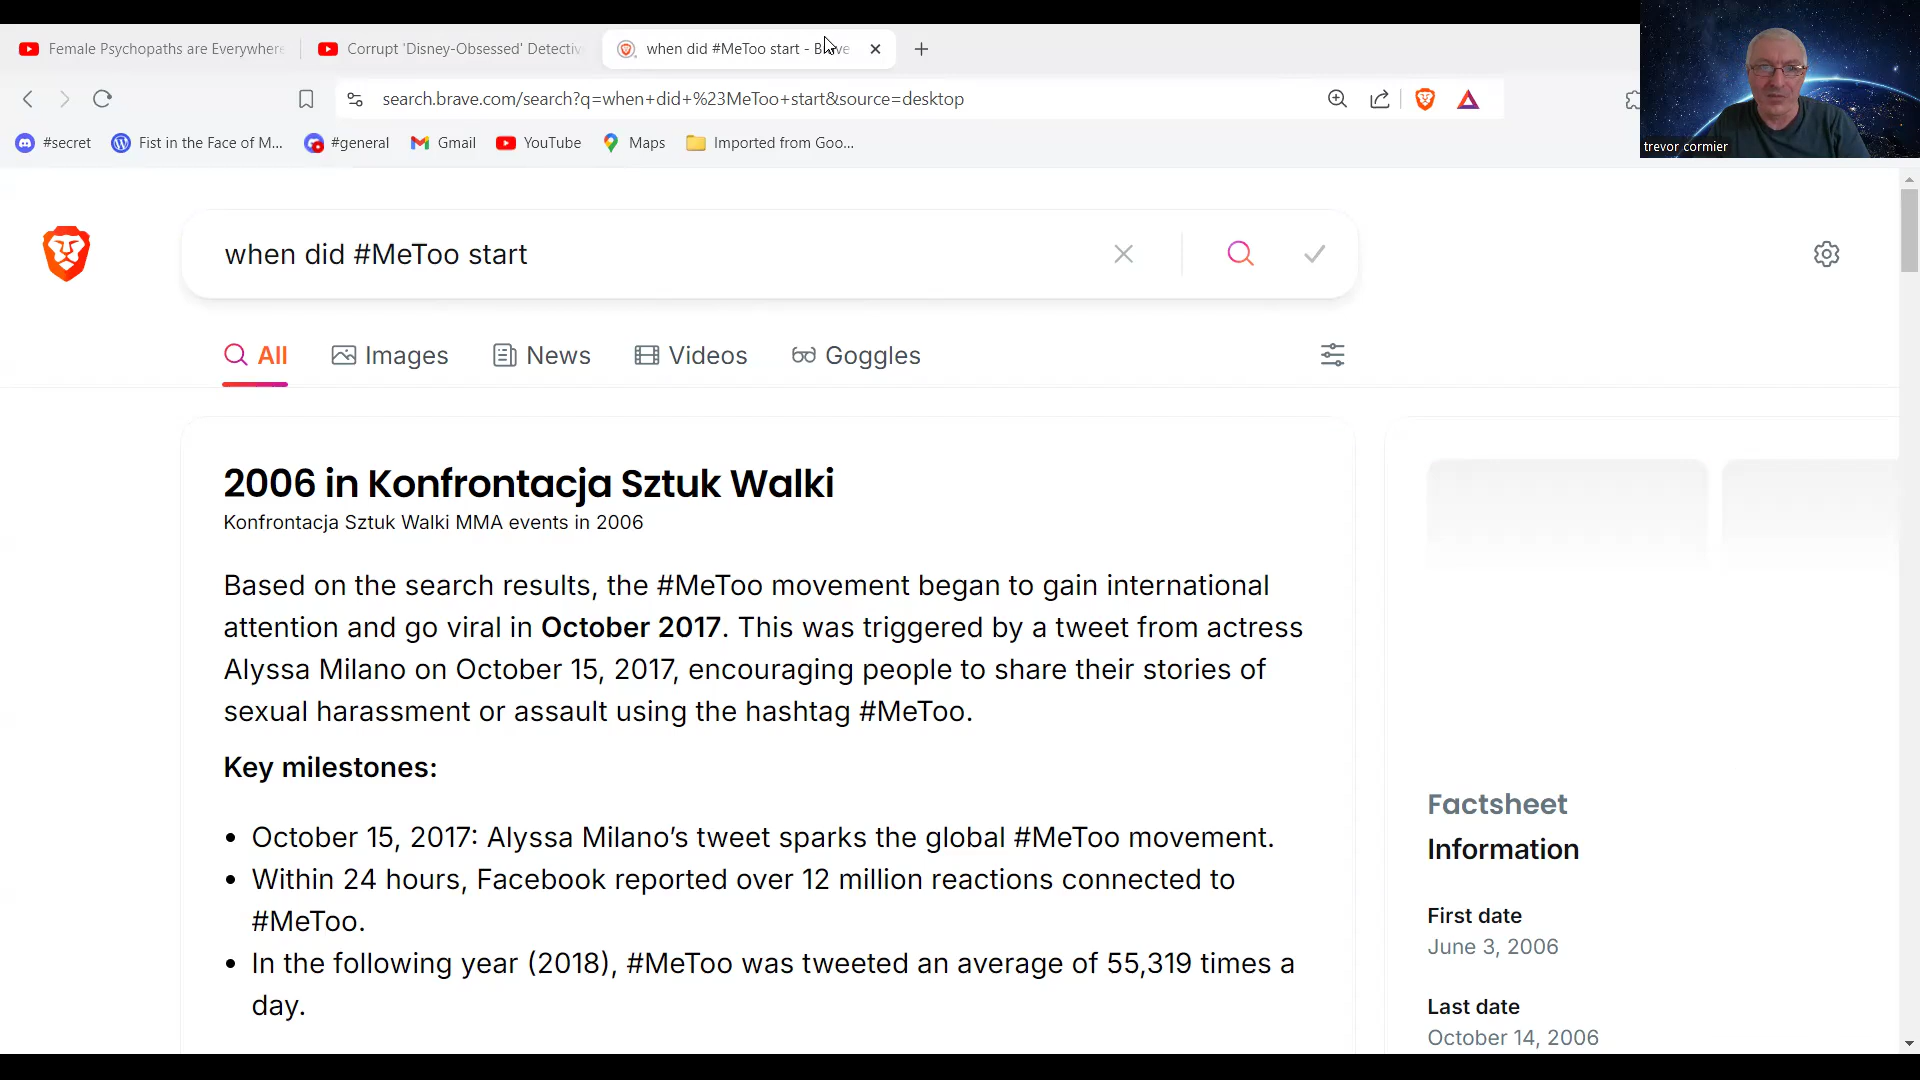 Female Psychopaths are Everywhere
Corrupt 'Disney-Obsessed' Detectiv
when did #MeToo start - Brave
search.brave.com/search?q=when+did+%23MeToo+start&source=desktop
#secret
Fist in the Face of M...
#general
Gmail
YouTube
Maps
Imported from Goo...
trevor cormier
when did #MeToo start
All
Images
News
Videos
Goggles
2006 in Konfrontacja Sztuk Walki
Konfrontacja Sztuk Walki MMA events in 2006
Based on the search results, the #MeToo movement began to gain international
attention and go viral in October 2017. This was triggered by a tweet from actress
Alyssa Milano on October 15, 2017, encouraging people to share their stories of
sexual harassment or assault using the hashtag #MeToo.
Key milestones:
• October 15, 2017: Alyssa Milano's tweet sparks the global #MeToo movement.
• Within 24 hours, Facebook reported over 12 million reactions connected to
#MeToo.
• In the following year (2018), #MeToo was tweeted an average of 55,319 times a
day.
Factsheet
Information
First date
June 3, 2006
Last date
October 14, 2006